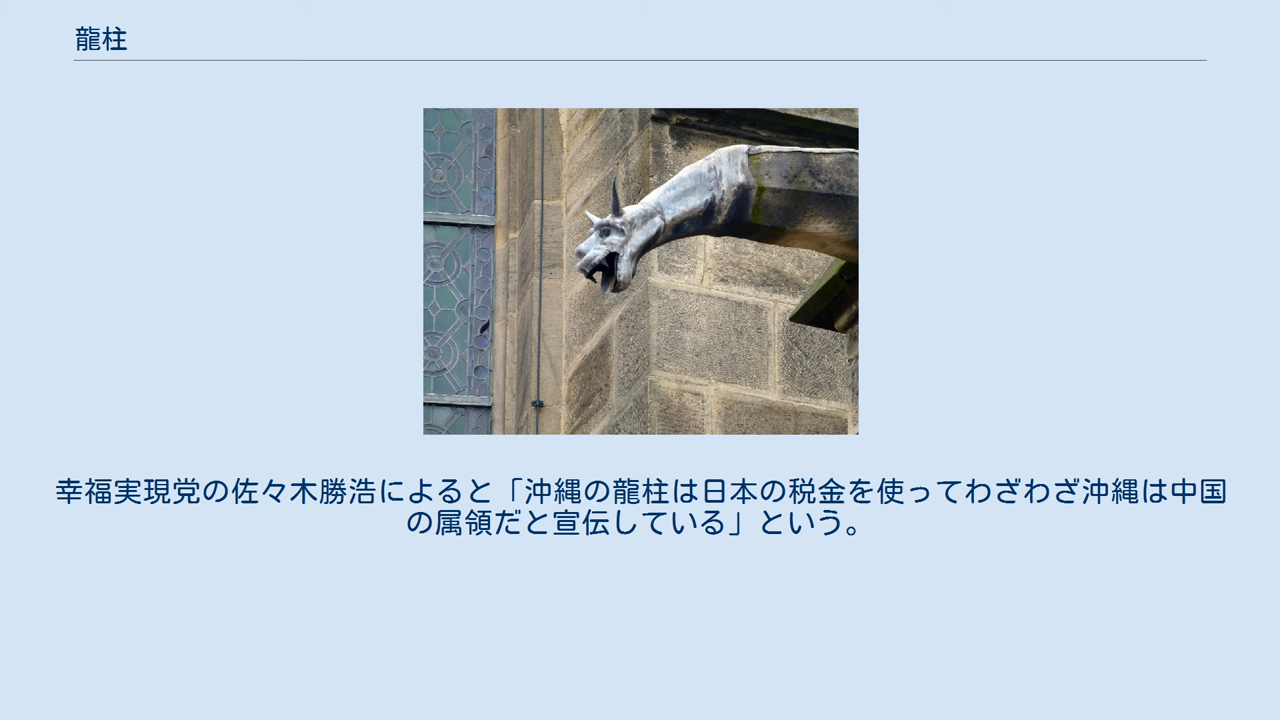 龍柱
幸福実現党の佐々木勝浩によると「沖縄の龍柱は日本の税金を使ってわざわざ沖縄は中国
の属領だと宣伝している」という。